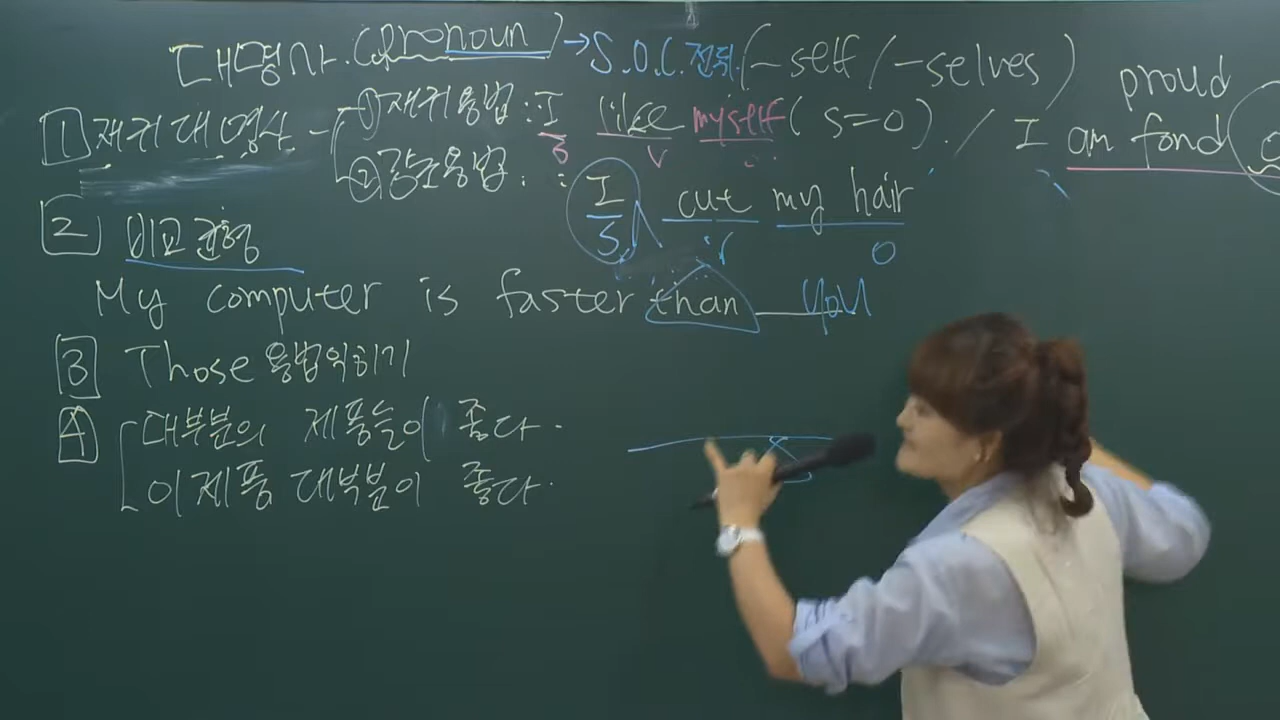 대명사.(pronoun) → S.O.C.전퇴.(-self/-selves)
proud
1 재귀대명사 - ① 재귀용법 : I like myself (s=o). / I am fond o
S V
② 강조용법 : I cut my hair
S V O
2 비교 균형
My computer is faster than you
3 Those 용법 익히기
4 대부분의 제품들이 좋다.
이 제품 대부분이 좋다.